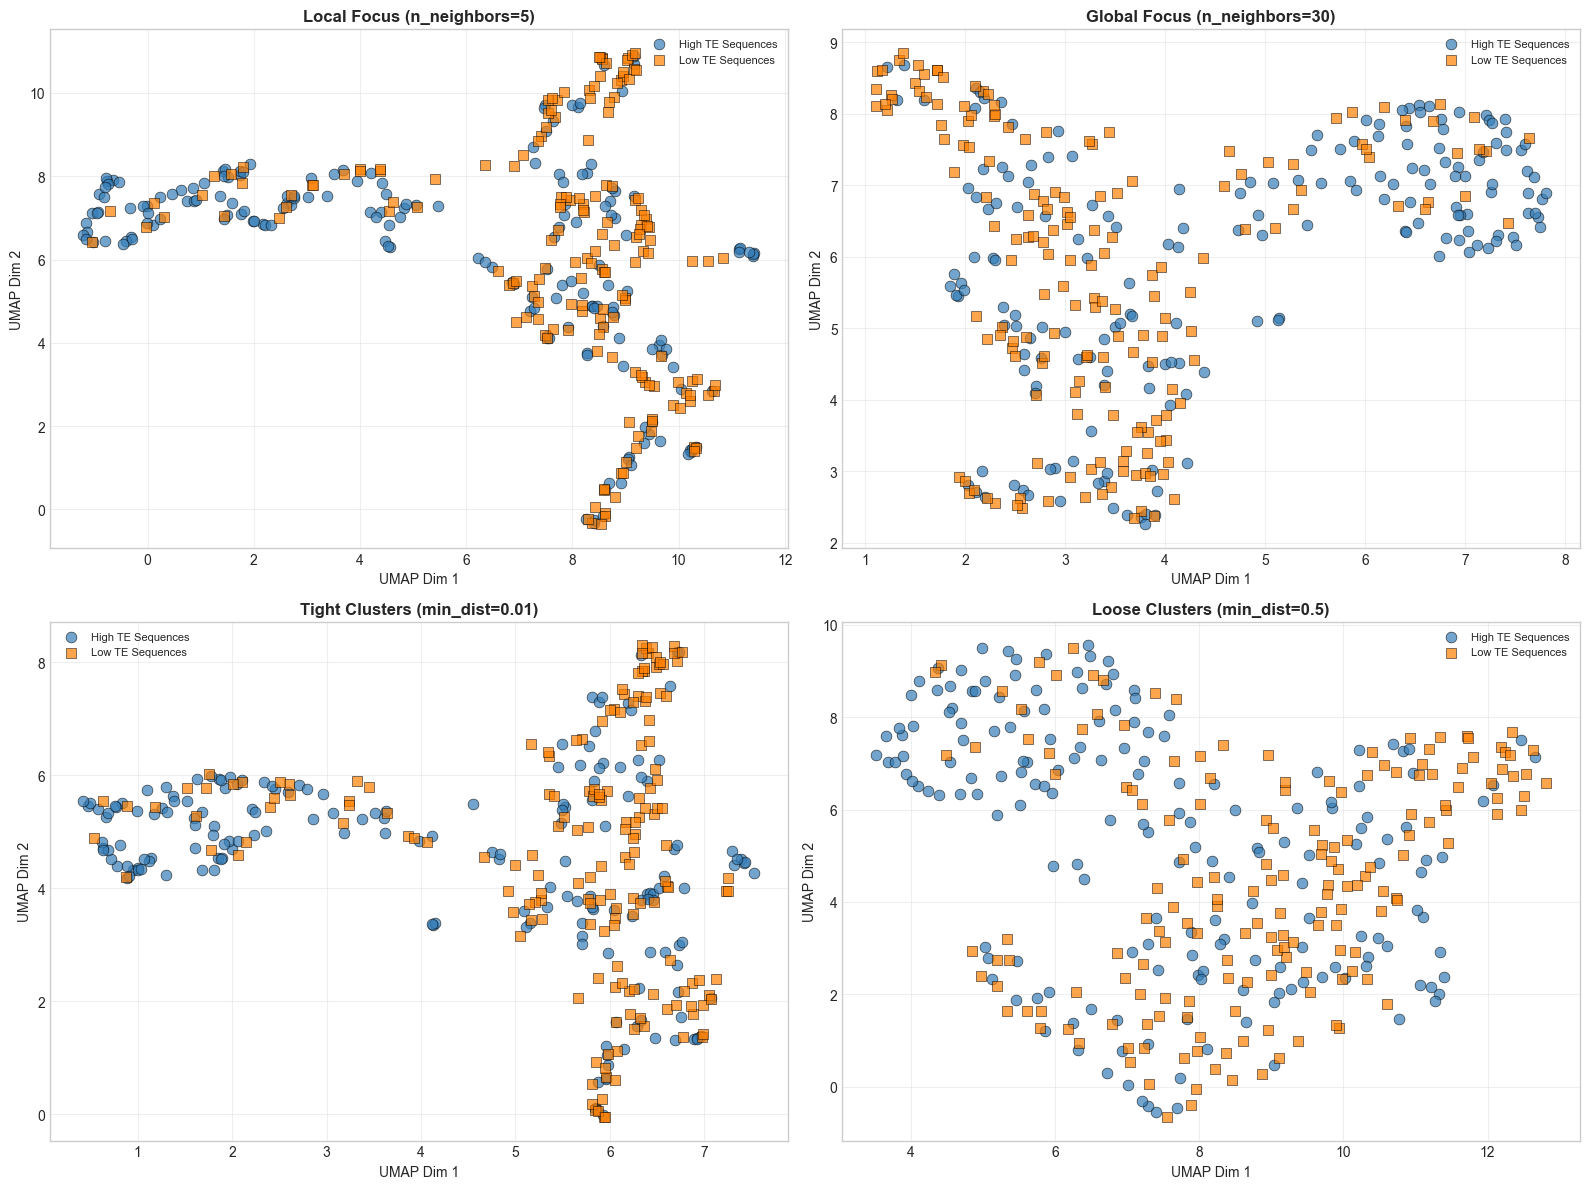 Local Focus (n_neighbors=5)
High TE Sequences
Low TE Sequences
10
8
6
4
2
0
UMAP Dim 2
0
2
4
6
8
10
12
UMAP Dim 1
Global Focus (n_neighbors=30)
High TE Sequences
Low TE Sequences
9
8
7
6
5
4
3
2
UMAP Dim 2
1
2
3
4
5
6
7
8
UMAP Dim 1
Tight Clusters (min_dist=0.01)
High TE Sequences
Low TE Sequences
8
6
4
2
0
UMAP Dim 2
1
2
3
4
5
6
7
UMAP Dim 1
Loose Clusters (min_dist=0.5)
High TE Sequences
Low TE Sequences
10
8
6
4
2
0
UMAP Dim 2
4
6
8
10
12
UMAP Dim 1